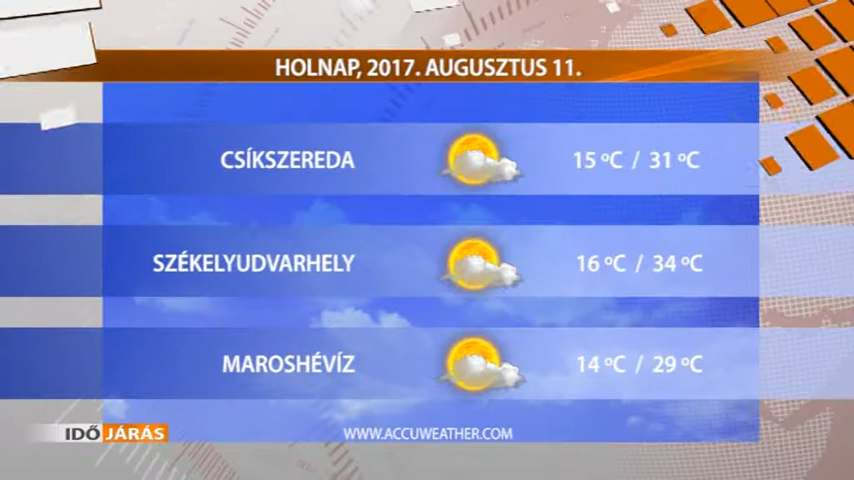 HOLNAP, 2017. AUGUSZTUS 11.
CSÍKSZEREDA 15 ºC / 31 ºC
SZÉKELYUDVARHELY 16 ºC / 34 ºC
MAROSHÉVÍZ 14 ºC / 29 ºC
IDŐJÁRÁS WWW.ACCUWEATHER.COM